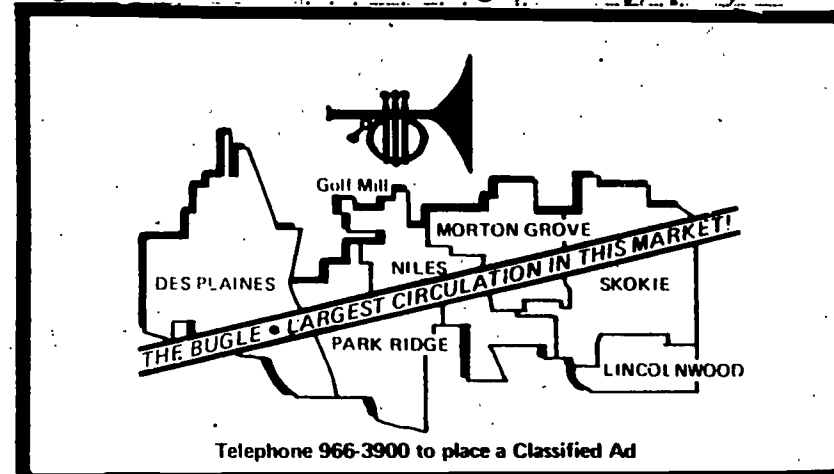 Golf Mill
MORTON GROVE
DES PLAINES
NILES
SKOKIE
THE BUGLE • LARGEST CIRCULATION IN THIS MARKET!
PARK RIDGE
LINCOLNWOOD
Telephone 966-3900 to place a Classified Ad